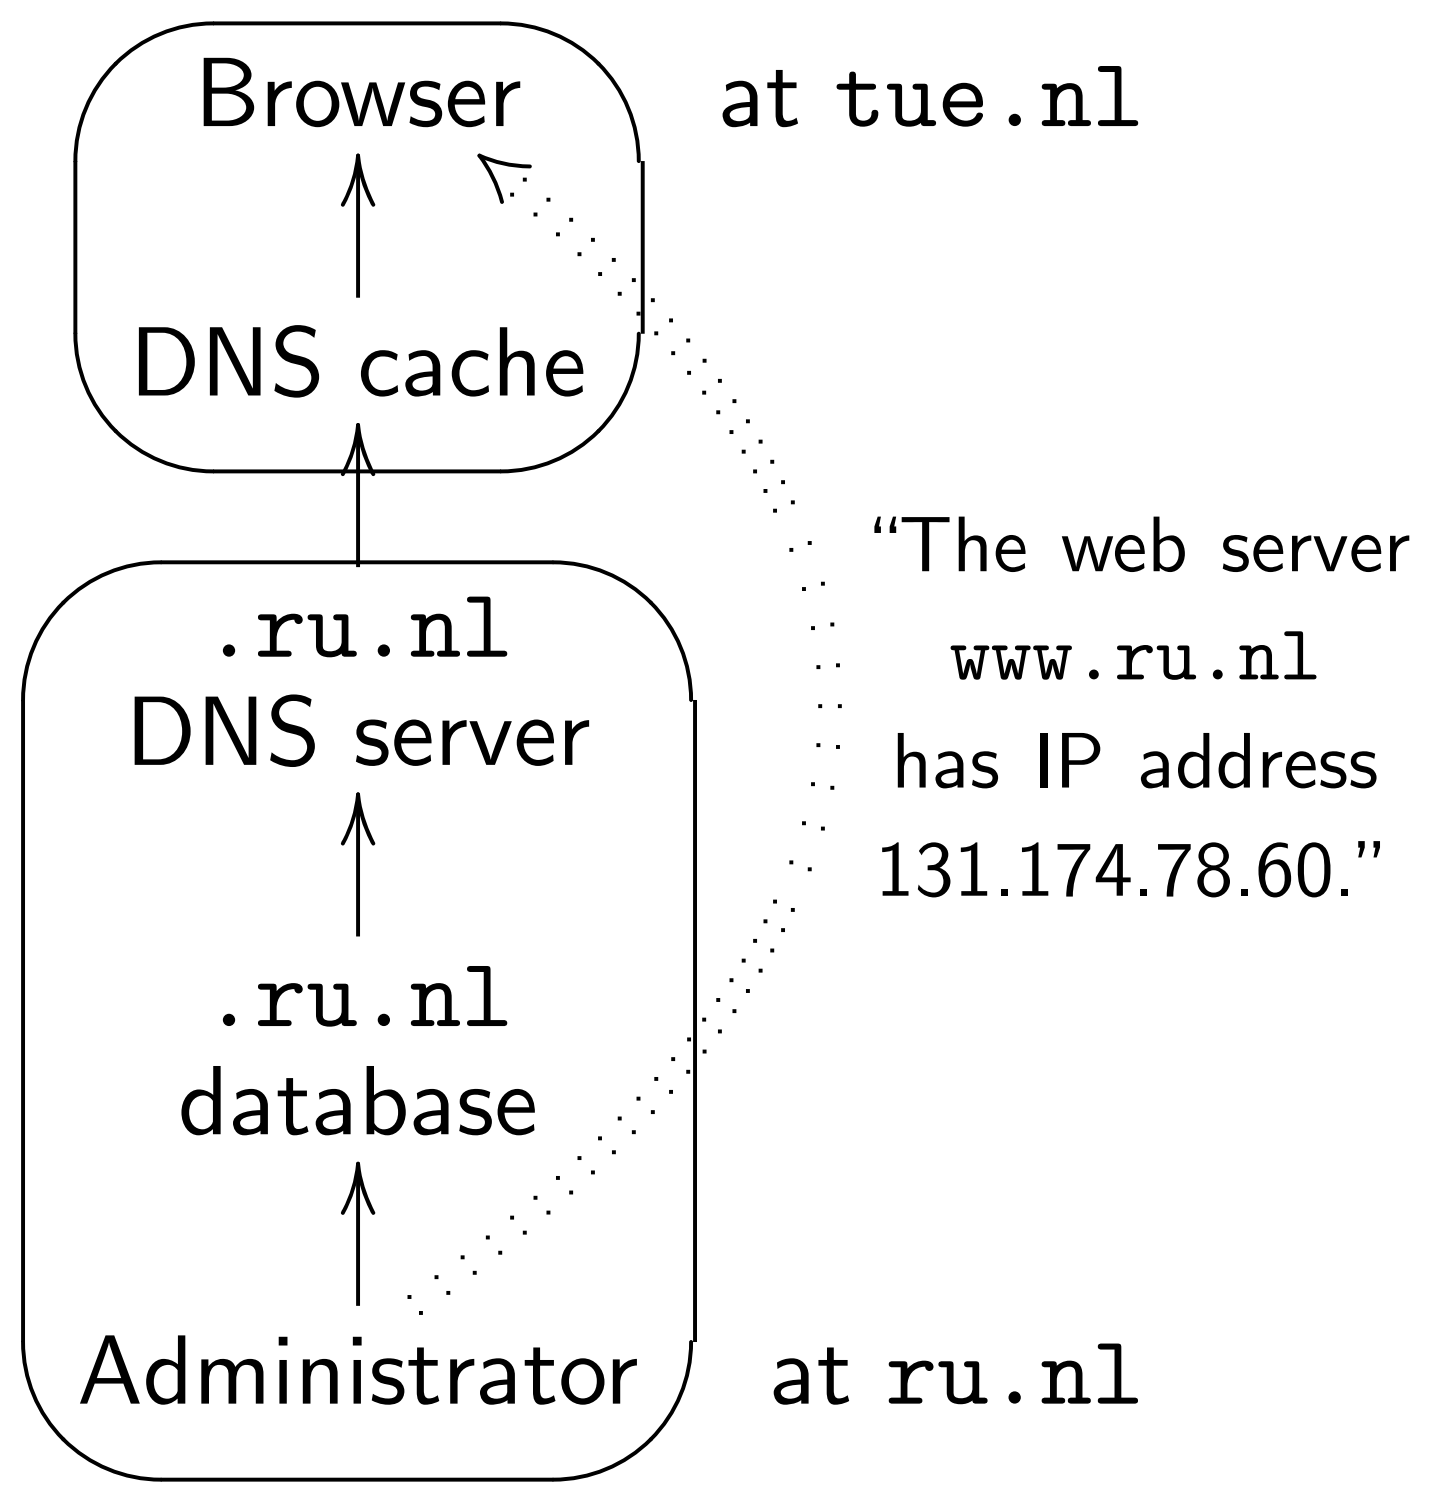 Browser
at tue.nl
DNS cache
“The web server
www.ru.nl
has IP address
131.174.78.60.”
.ru.nl
DNS server
.ru.nl
database
Administrator
at ru.nl